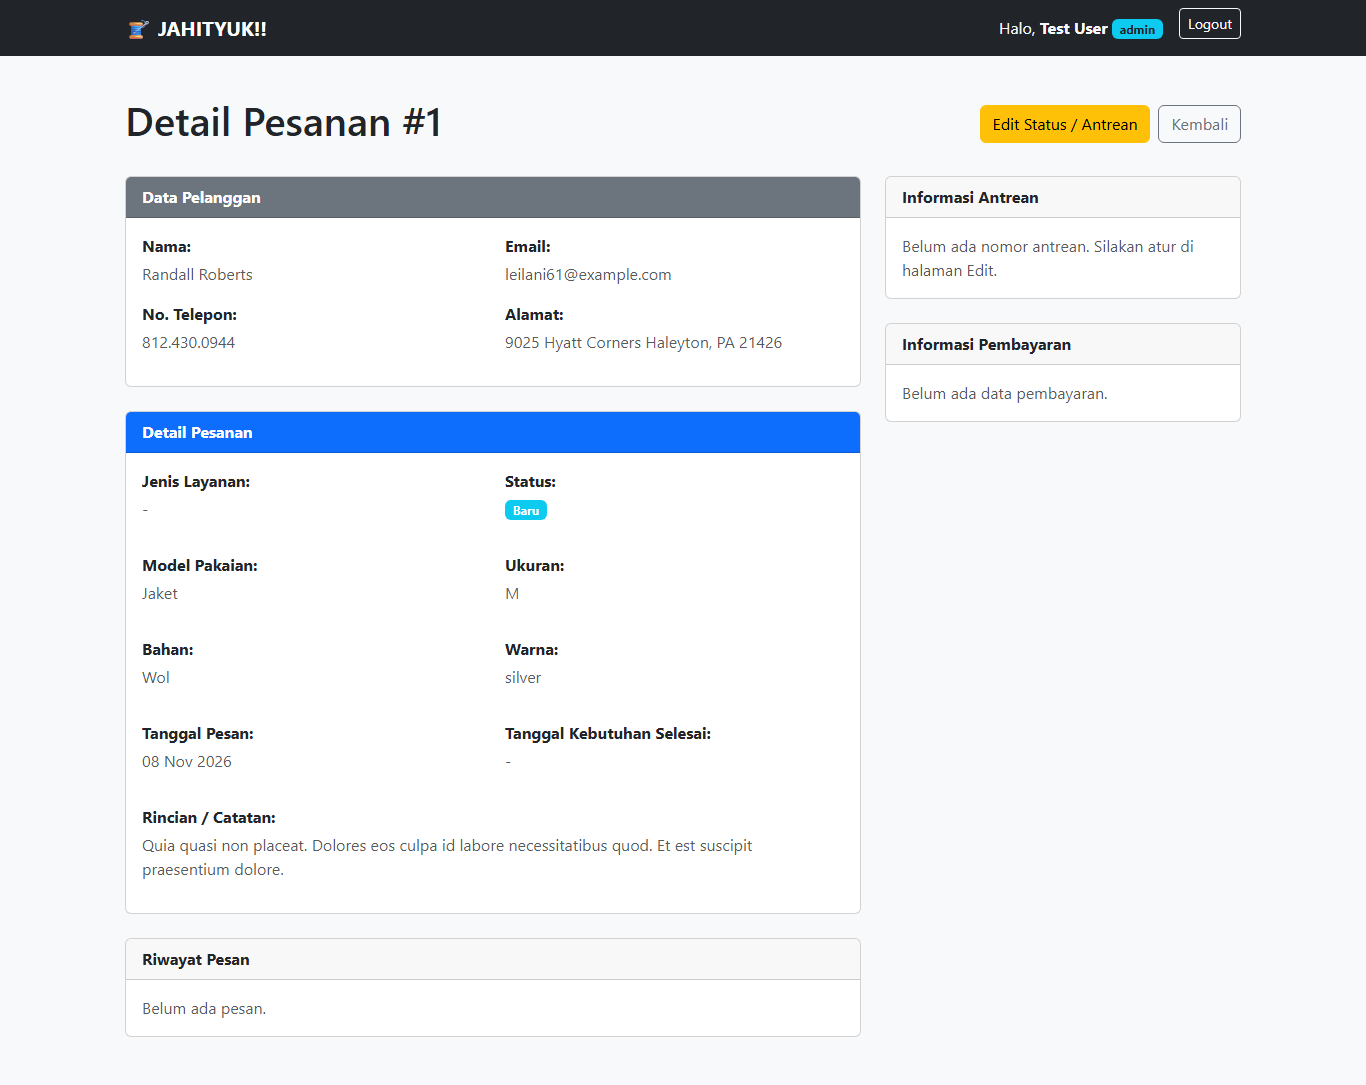 JAHITYUK!!
Halo, Test User admin
Logout
Detail Pesanan #1
Edit Status / Antrean
Kembali
Data Pelanggan
Nama:
Randall Roberts
Email:
leilani61@example.com
No. Telepon:
812.430.0944
Alamat:
9025 Hyatt Corners Haleyton, PA 21426
Detail Pesanan
Jenis Layanan:
-
Status:
Baru
Model Pakaian:
Jaket
Ukuran:
M
Bahan:
Wol
Warna:
silver
Tanggal Pesan:
08 Nov 2026
Tanggal Kebutuhan Selesai:
-
Rincian / Catatan:
Quia quasi non placeat. Dolores eos culpa id labore necessitatibus quod. Et est suscipit
praesentium dolore.
Riwayat Pesan
Belum ada pesan.
Informasi Antrean
Belum ada nomor antrean. Silakan atur di
halaman Edit.
Informasi Pembayaran
Belum ada data pembayaran.